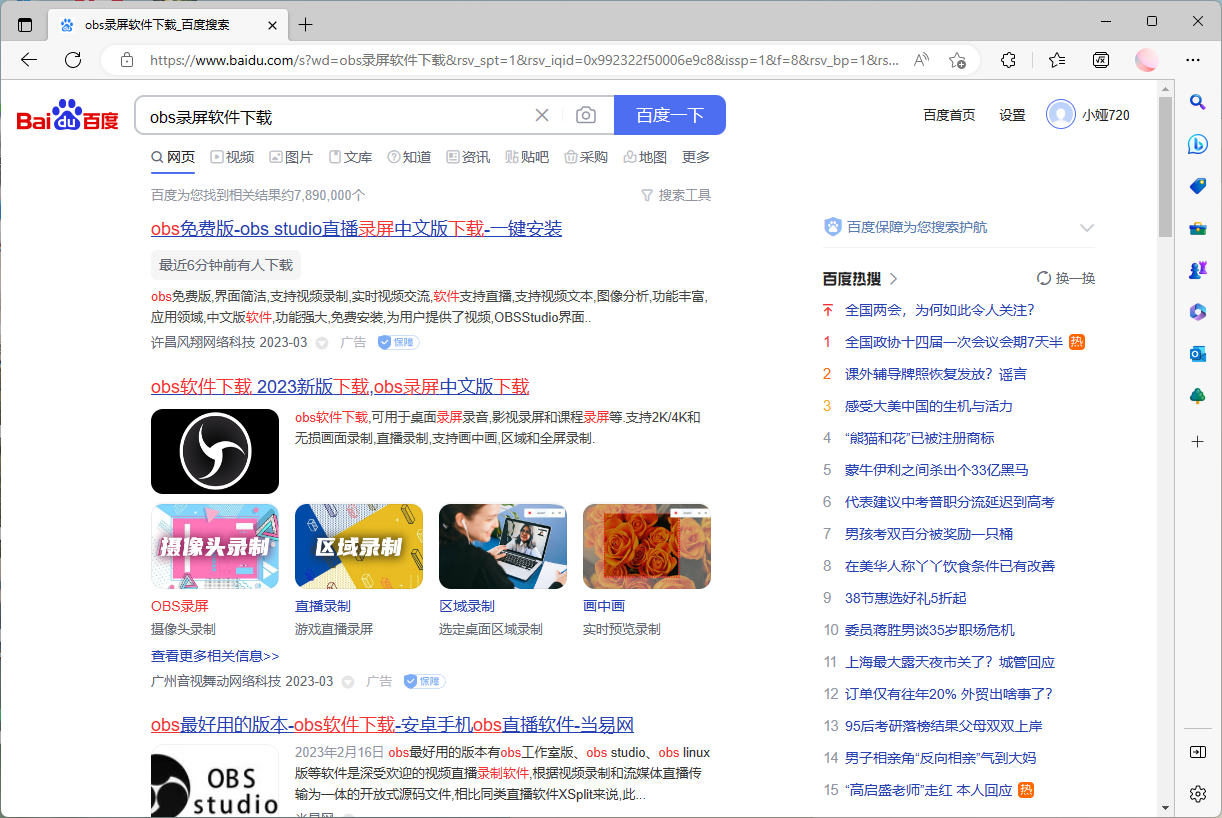 obs录屏软件下载_百度搜索
https://www.baidu.com/s?wd=obs录屏软件下载&rsv_spt=1&rsv_iqid=0x992322f50006e9c8&issp=1&f=8&rsv_bp=1&rs...
Bai du 百度
obs录屏软件下载
百度一下
百度首页 设置 小娅720
网页 视频 图片 文库 知道 资讯 贴吧 采购 地图 更多
百度为您找到相关结果约7,890,000个
搜索工具
obs免费版-obs studio直播录屏中文版下载-一键安装
最近6分钟前有人下载
obs免费版,界面简洁,支持视频录制,实时视频交流,软件支持直播,支持视频文本,图像分析,功能丰富,
应用领域,中文版软件,功能强大,免费安装,为用户提供了视频,OBSStudio界面..
许昌风翔网络科技 2023-03 广告 保障
obs软件下载 2023新版下载,obs录屏中文版下载
obs软件下载,可用于桌面录屏录音,影视录屏和课程录屏等.支持2K/4K和
无损画面录制,直播录制,支持画中画,区域和全屏录制.
摄像头录制
区域录制
OBS录屏 直播录制 区域录制 画中画
摄像头录制 游戏直播录屏 选定桌面区域录制 实时预览录制
查看更多相关信息>>
广州音视舞动网络科技 2023-03 广告 保障
obs最好用的版本-obs软件下载-安卓手机obs直播软件-当易网
OBS
studio
2023年2月16日 obs最好用的版本有obs工作室版、obs studio、obs linux
版等软件是深受欢迎的视频直播录制软件,根据视频录制和流媒体直播传
输为一体的开放式源码文件,相比同类直播软件XSplit来说,此...
百度保障为您搜索护航
百度热搜
换一换
全国两会，为何如此令人关注？
1 全国政协十四届一次会议会期7天半 热
2 课外辅导牌照恢复发放？谣言
3 感受大美中国的生机与活力
4 “熊猫和花”已被注册商标
5 蒙牛伊利之间杀出个33亿黑马
6 代表建议中考普职分流延迟到高考
7 男孩考双百分被奖励一只桶
8 在美华人称丫丫饮食条件已有改善
9 38节惠选好礼5折起
10 委员蒋胜男谈35岁职场危机
11 上海最大露天夜市关了？城管回应
12 订单仅有往年20% 外贸出啥事了？
13 95后考研落榜结果父母双双上岸
14 男子相亲角“反向相亲”气到大妈
15 “高启盛老师”走红 本人回应 热